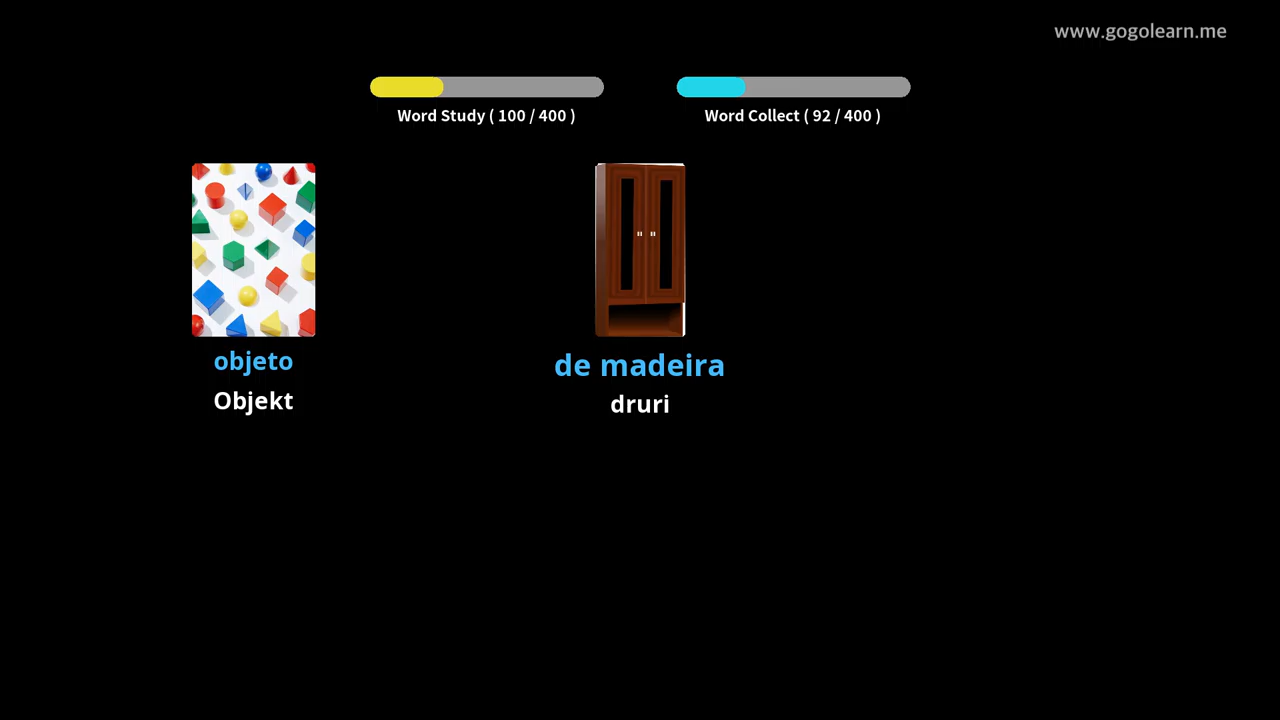 www.gogolearn.me
Word Study ( 100 / 400 )
Word Collect ( 92 / 400 )
objeto
Objekt
de madeira
druri